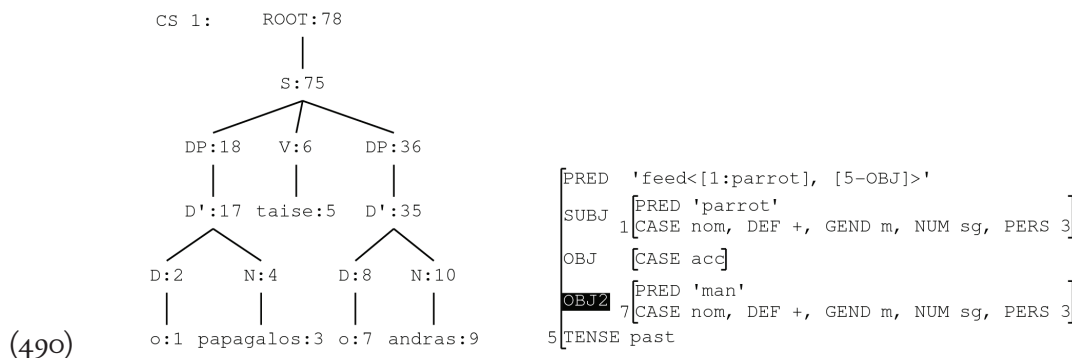 CS 1: ROOT:78
S:75
DP:18 V:6 DP:36
D':17 taise:5 D':35
D:2 N:4 D:8 N:10
o:1 papagalos:3 o:7 andras:9
PRED 'feed<[1:parrot], [5-OBJ]>'
PRED 'parrot'
SUBJ
1 CASE nom, DEF +, GEND m, NUM sg, PERS 3
OBJ CASE acc
PRED 'man'
OBJ2
7 CASE nom, DEF +, GEND m, NUM sg, PERS 3
5 TENSE past
(490)